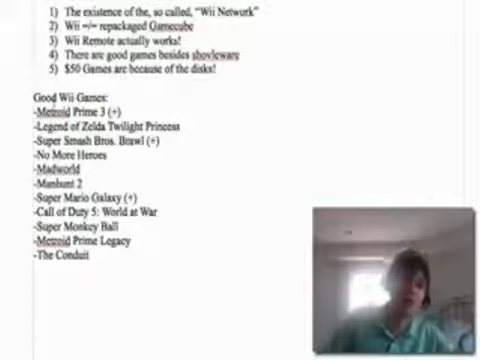 1) The existence of the, so called, "Wii Network"
2) Wii =/= repackaged Gamecube
3) Wii Remote actually works!
4) There are good games besides shovleware
5) $50 Games are because of the disks!
Good Wii Games:
-Metroid Prime 3 (+)
-Legend of Zelda Twilight Princess
-Super Smash Bros. Brawl (+)
-No More Heroes
-Madworld
-Manhunt 2
-Super Mario Galaxy (+)
-Call of Duty 5: World at War
-Super Monkey Ball
-Metroid Prime Legacy
-The Conduit